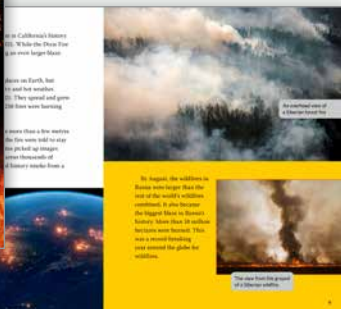 in California's history
While the Dixie Fire
an even larger blaze
places on Earth, but
and hot weather
They spread and grew
fires were burning
more than a few metres
the fire were told to stay
picked up images
thousands of
history smoke from a
An overhead view of
a Siberian forest fire
By August, the wildfires in
Russia were larger than the
rest of the world's wildfires
combined. It also became
the biggest blaze in Russia's
history. More than 18 million
hectares were burned. This
was a record-breaking
year around the globe for
wildfires.
The view from the ground
of a Siberian wildfire